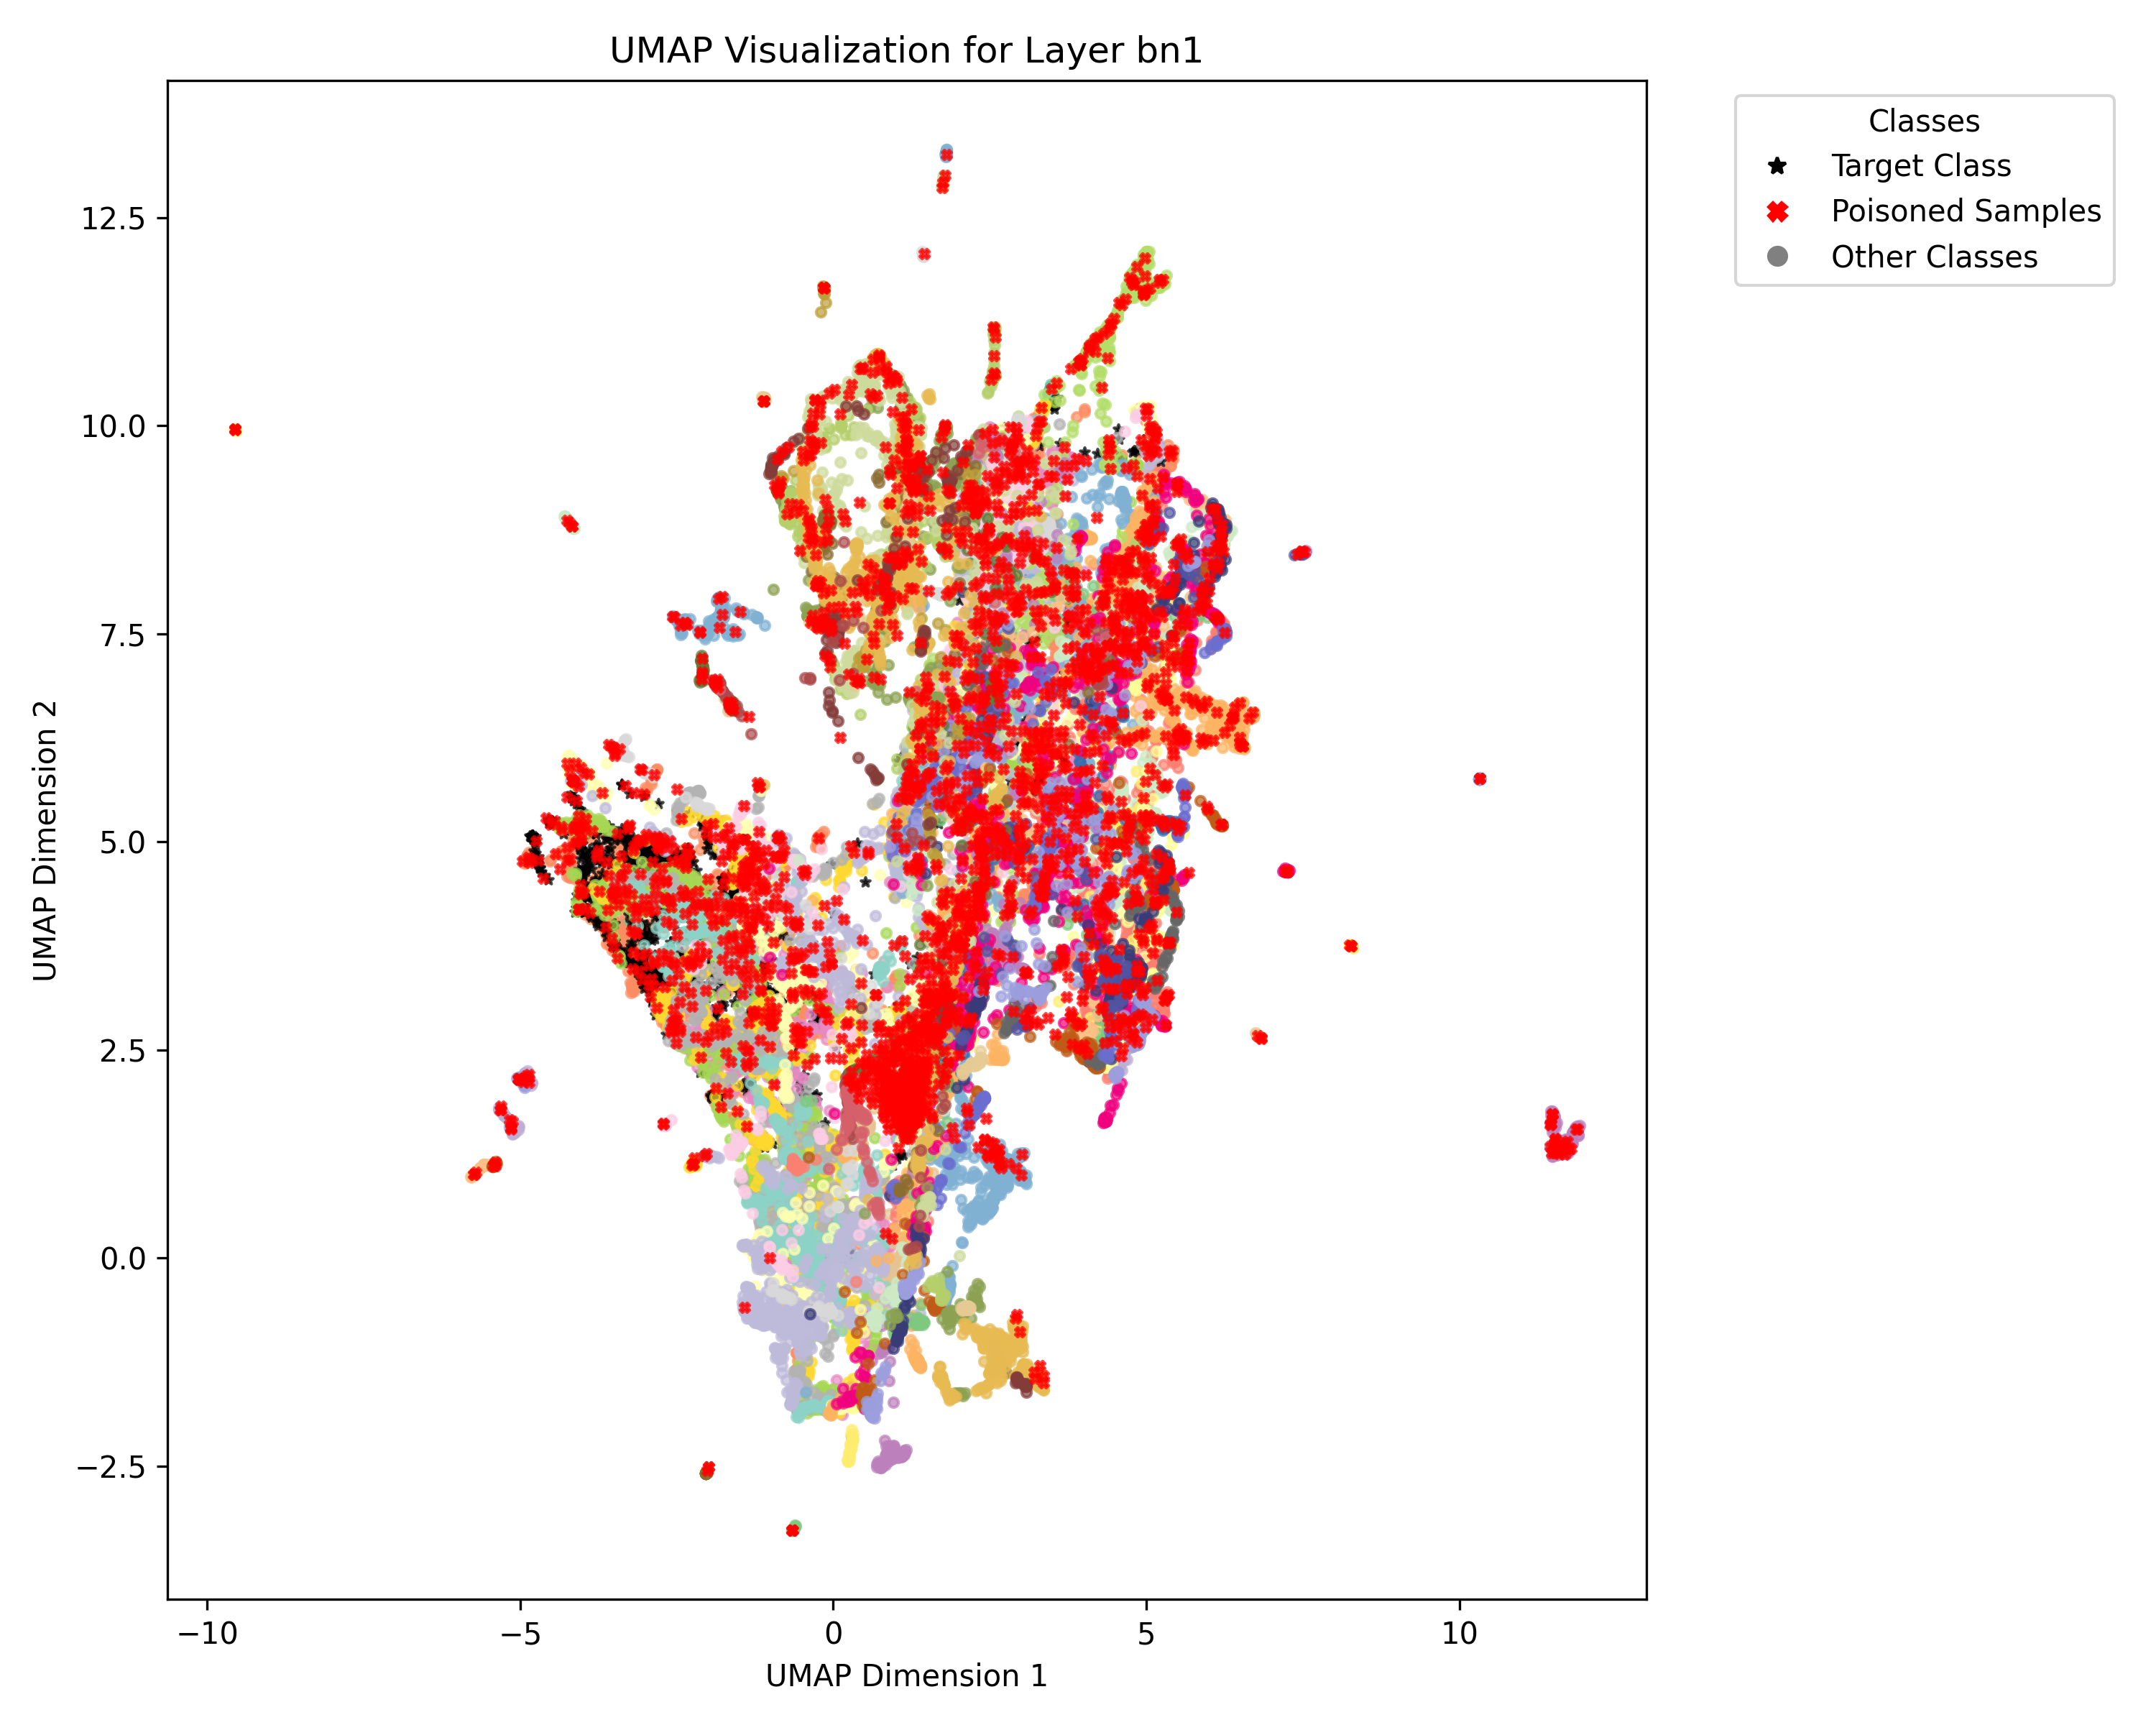 UMAP Visualization for Layer bn1
Classes
Target Class
Poisoned Samples
Other Classes
12.5
10.0
7.5
5.0
2.5
0.0
−2.5
UMAP Dimension 2
−10
−5
0
5
10
UMAP Dimension 1